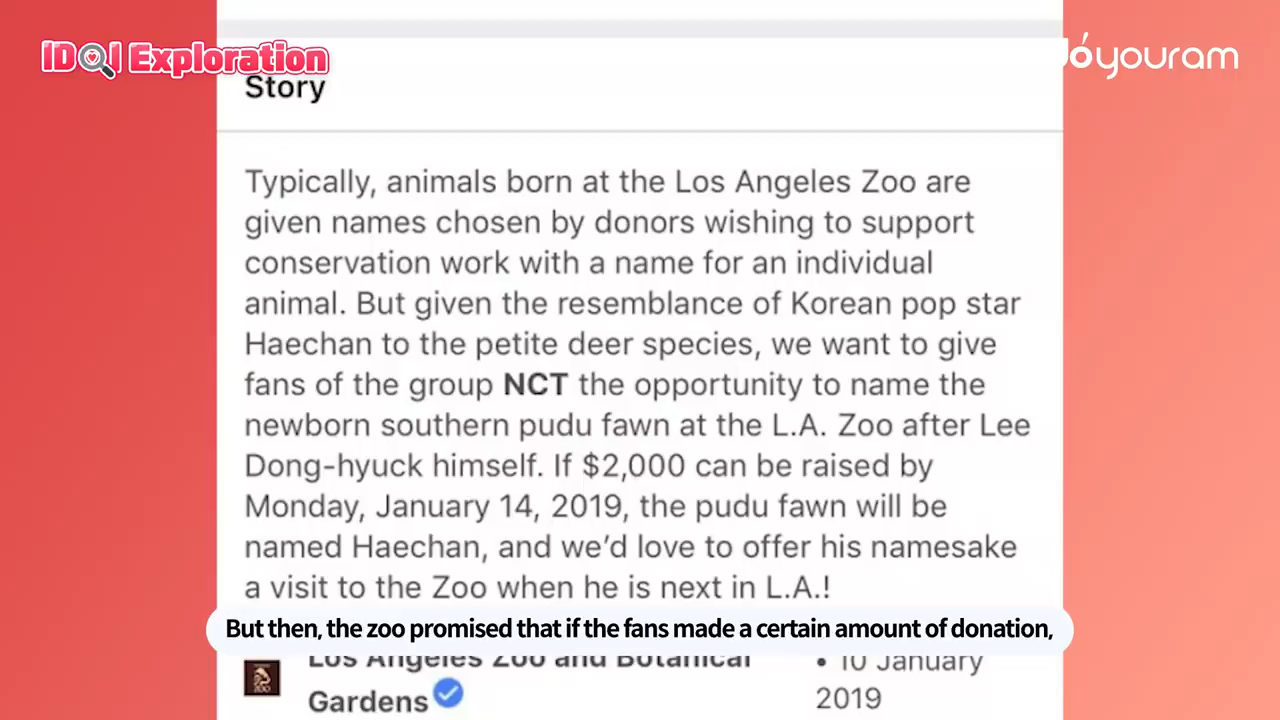 IDOl Exploration
youram
Story
Typically, animals born at the Los Angeles Zoo are
given names chosen by donors wishing to support
conservation work with a name for an individual
animal. But given the resemblance of Korean pop star
Haechan to the petite deer species, we want to give
fans of the group NCT the opportunity to name the
newborn southern pudu fawn at the L.A. Zoo after Lee
Dong-hyuck himself. If $2,000 can be raised by
Monday, January 14, 2019, the pudu fawn will be
named Haechan, and we’d love to offer his namesake
a visit to the Zoo when he is next in L.A.!
But then, the zoo promised that if the fans made a certain amount of donation,
Los Angeles Zoo and Botanical
Gardens
• 10 January
2019
ZOO